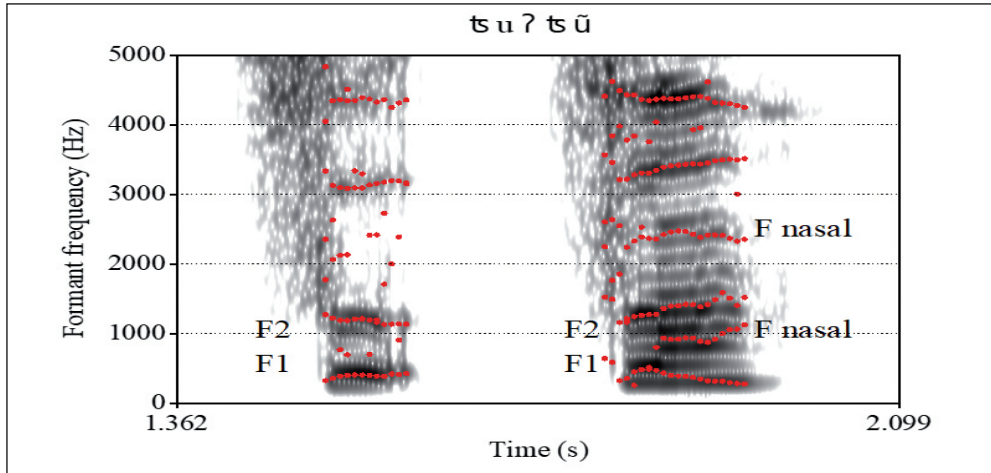 ʦ u ʔ ʦ ũ
5000
4000
3000
2000
1000
0
Formant frequency (Hz)
F nasal
F2
F2
F nasal
F1
F1
1.362
2.099
Time (s)